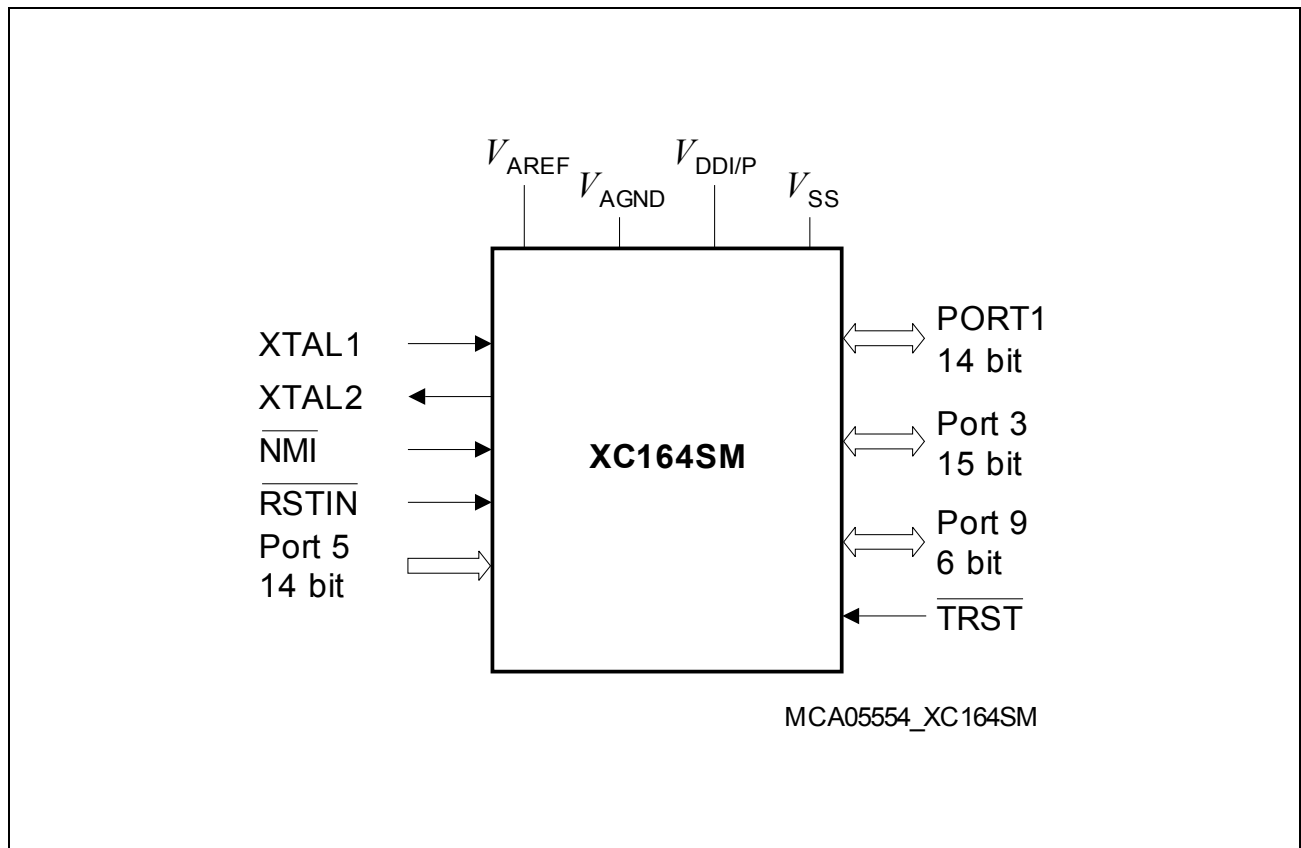 VAREF
VAGND
VDDI/P
VSS
XTAL1
XTAL2
NMI
RSTIN
Port 5
14 bit
XC164SM
PORT1
14 bit
Port 3
15 bit
Port 9
6 bit
TRST
MCA05554_XC164SM